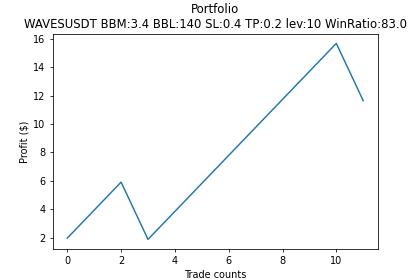 Portfolio
WAVESUSDT BBM:3.4 BBL:140 SL:0.4 TP:0.2 lev:10 WinRatio:83.0
16
14
12
10
8
6
4
2
Profit ($)
0 2 4 6 8 10
Trade counts